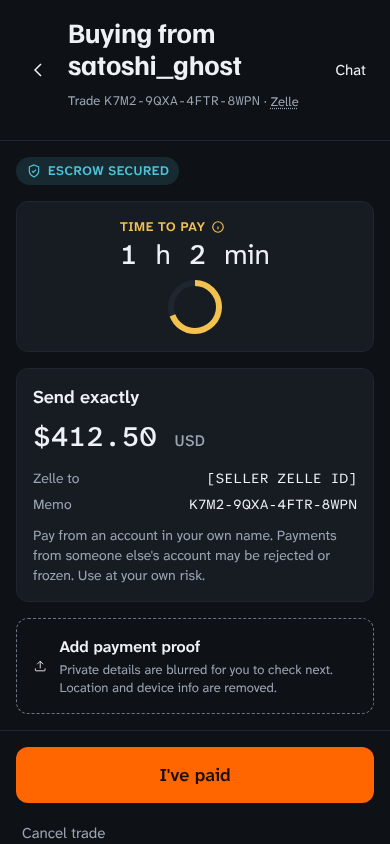 Buying from
satoshi_ghost
Chat
Trade K7M2-9QXA-4FTR-8WPN · Zelle
ESCROW SECURED
TIME TO PAY
1 h 2 min
Send exactly
$412.50 USD
Zelle to [SELLER ZELLE ID]
Memo K7M2-9QXA-4FTR-8WPN
Pay from an account in your own name. Payments
from someone else's account may be rejected or
frozen. Use at your own risk.
Add payment proof
Private details are blurred for you to check next.
Location and device info are removed.
I've paid
Cancel trade